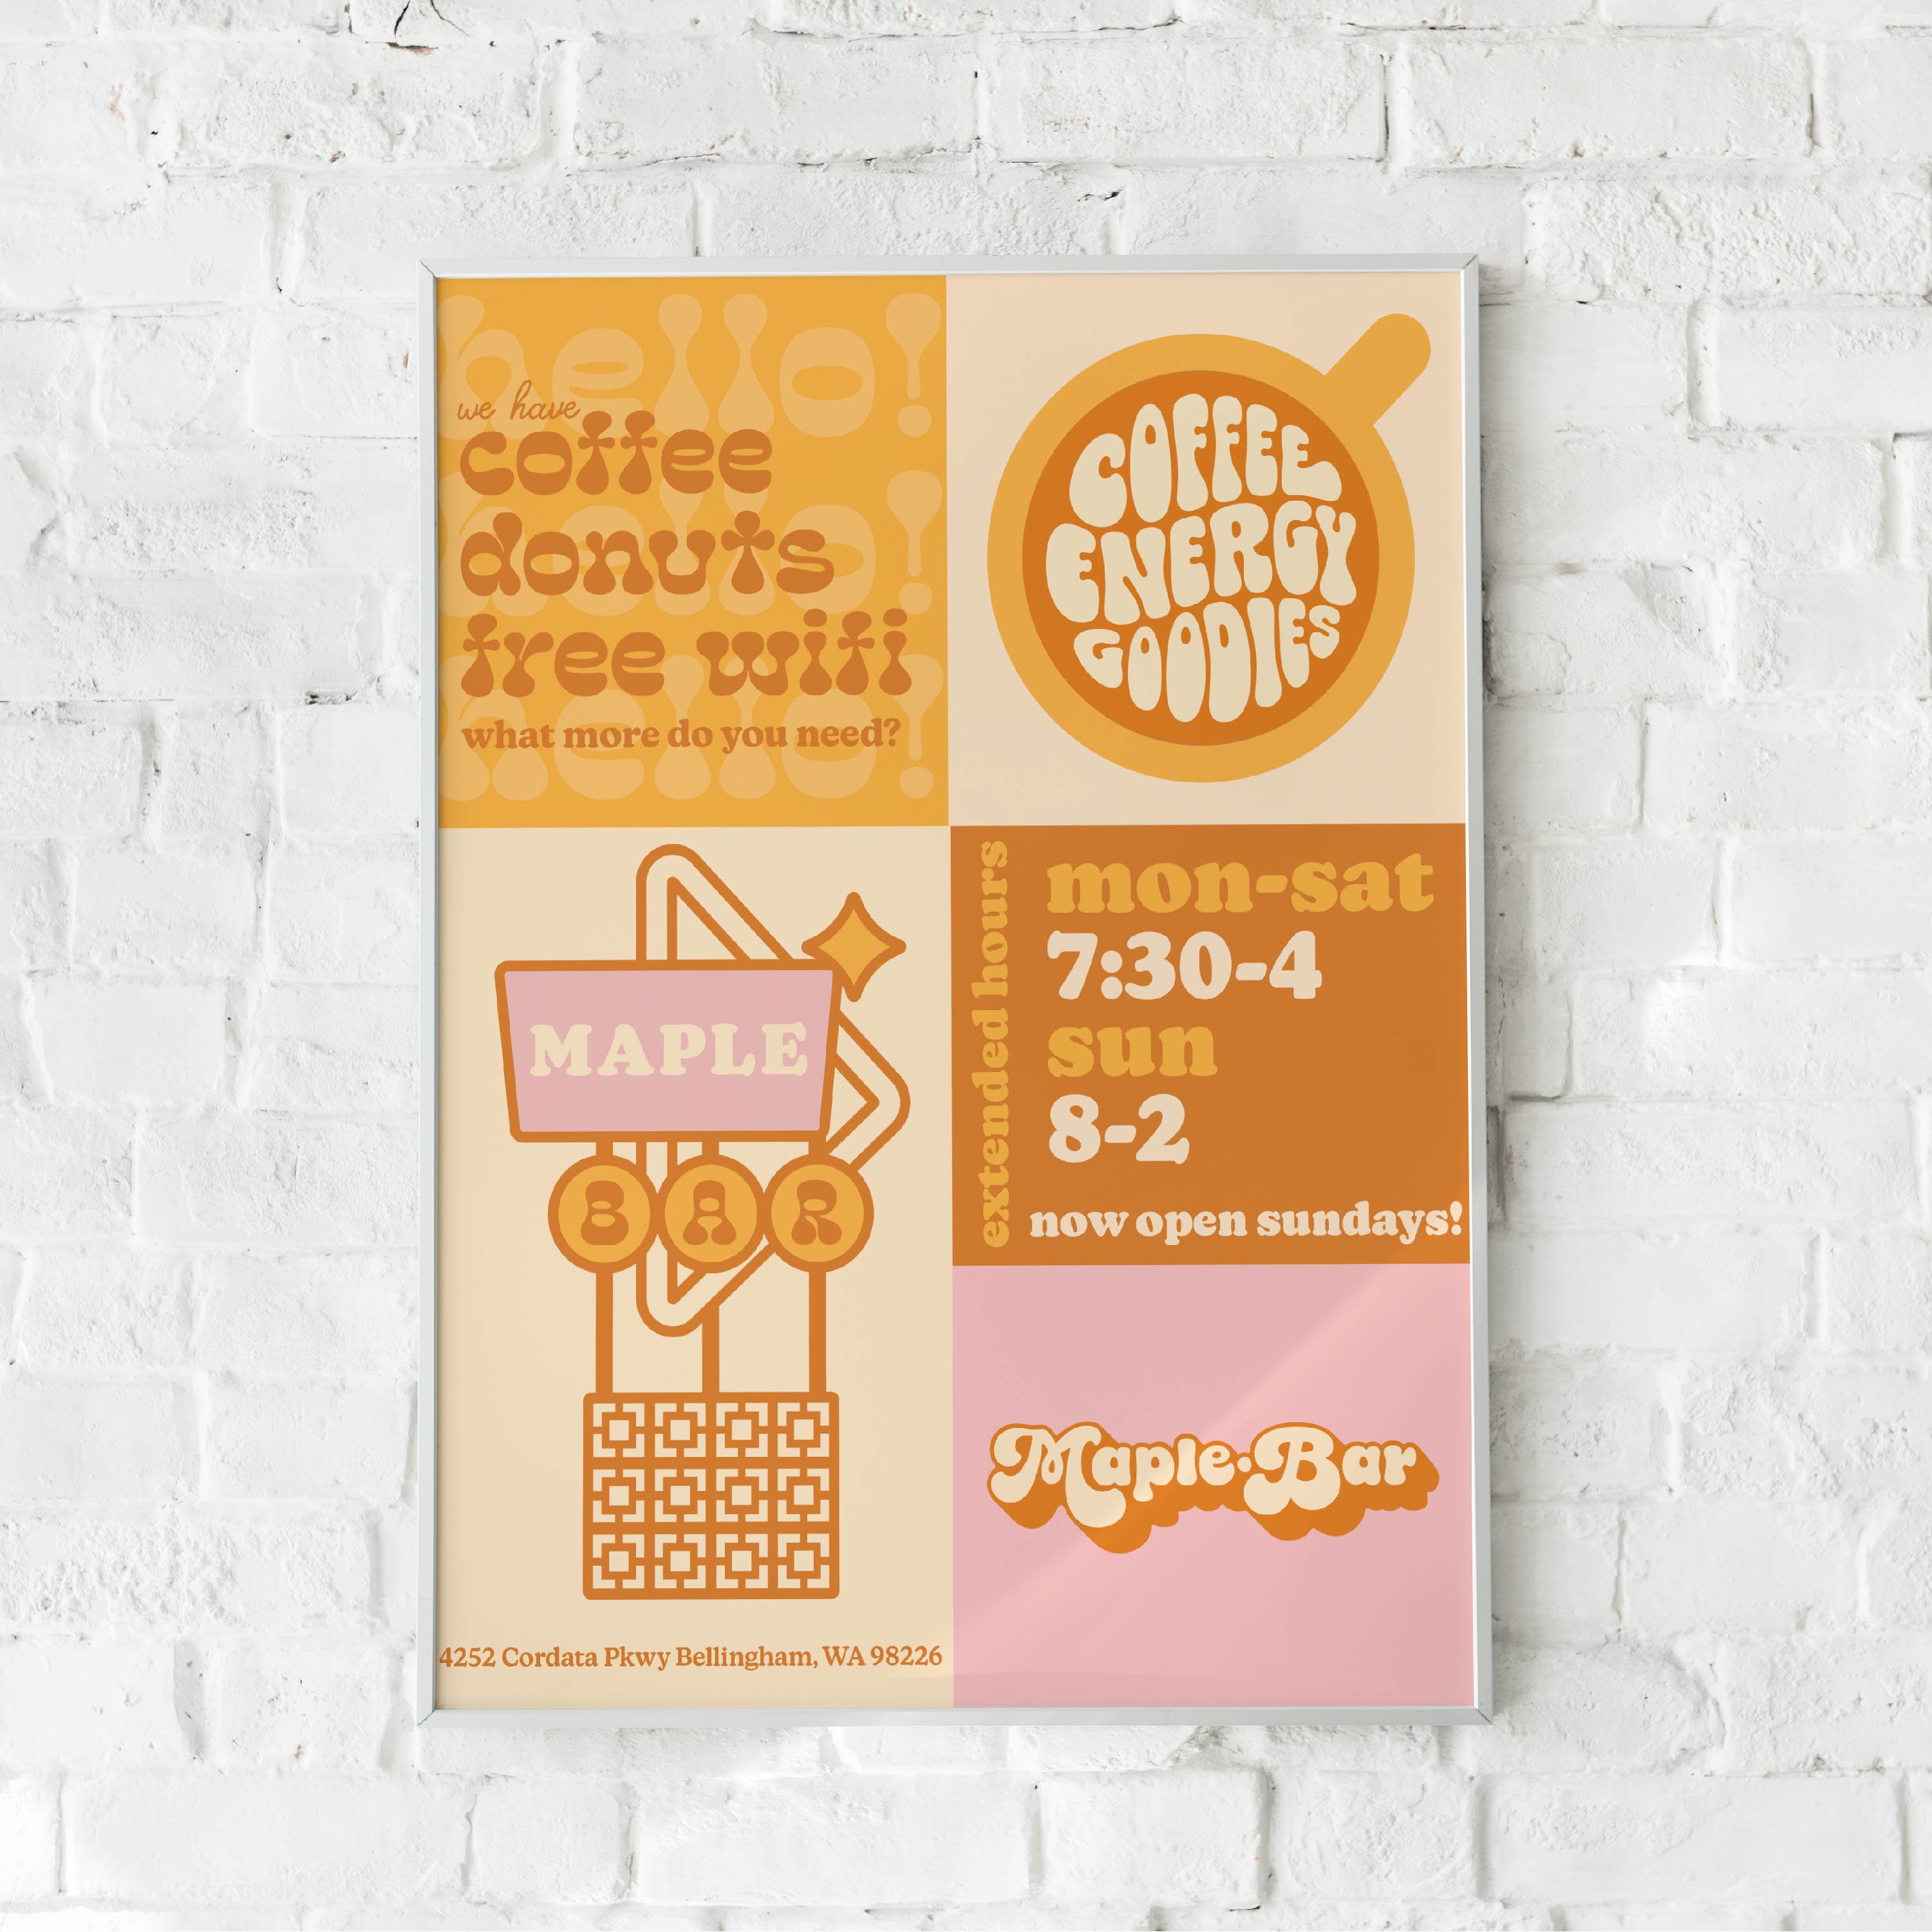 hello!
we have
coffee
donuts
hello!
free wifi
what more do you need?
hello!
COFFEE
ENERGY
GOODIES
MAPLE
BAR
4252 Cordata Pkwy Bellingham, WA 98226
extended hours
mon-sat
7:30-4
sun
8-2
now open sundays!
Maple·Bar